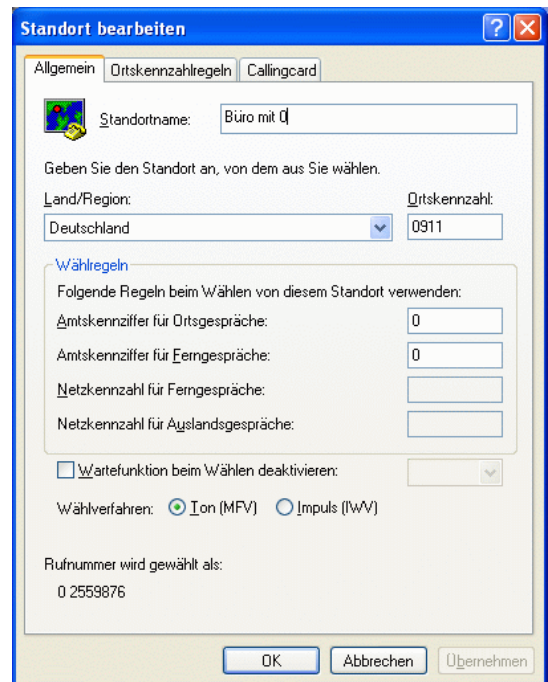 Standort bearbeiten
Allgemein Ortskennzahlregeln Callingcard
Standortname: Büro mit 0
Geben Sie den Standort an, von dem aus Sie wählen.
Land/Region: Ortskennzahl:
Deutschland 0911
Wählregeln
Folgende Regeln beim Wählen von diesem Standort verwenden:
Amtskennziffer für Ortsgespräche: 0
Amtskennziffer für Ferngespräche: 0
Netzkennzahl für Ferngespräche:
Netzkennzahl für Auslandsgespräche:
Wartefunktion beim Wählen deaktivieren:
Wählverfahren: Ton (MFV) Impuls (IWV)
Rufnummer wird gewählt als:
0 2559876
OK Abbrechen Übernehmen